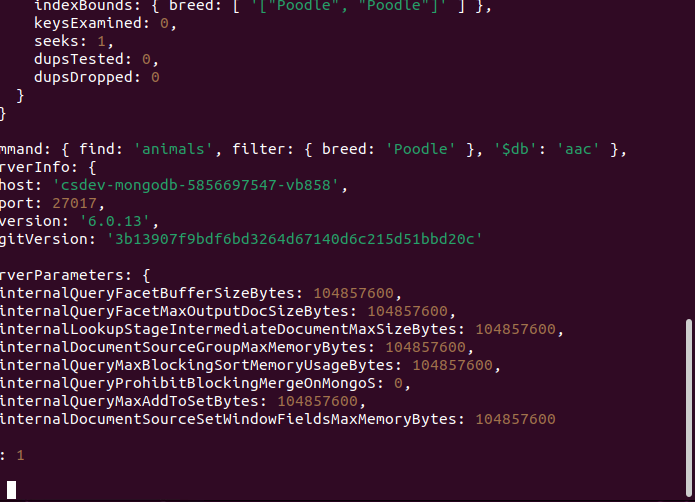 indexBounds: { breed: [ '["Poodle", "Poodle"]' ] },
keysExamined: 0,
seeks: 1,
dupsTested: 0,
dupsDropped: 0
}
}
mmand: { find: 'animals', filter: { breed: 'Poodle' }, '$db': 'aac' },
rverInfo: {
host: 'csdev-mongodb-5856697547-vb858',
port: 27017,
version: '6.0.13',
gitVersion: '3b13907f9bdf6bd3264d67140d6c215d51bbd20c'
rverParameters: {
internalQueryFacetBufferSizeBytes: 104857600,
internalQueryFacetMaxOutputDocSizeBytes: 104857600,
internalLookupStageIntermediateDocumentMaxSizeBytes: 104857600,
internalDocumentSourceGroupMaxMemoryBytes: 104857600,
internalQueryMaxBlockingSortMemoryUsageBytes: 104857600,
internalQueryProhibitBlockingMergeOnMongoS: 0,
internalQueryMaxAddToSetBytes: 104857600,
internalDocumentSourceSetWindowFieldsMaxMemoryBytes: 104857600
: 1